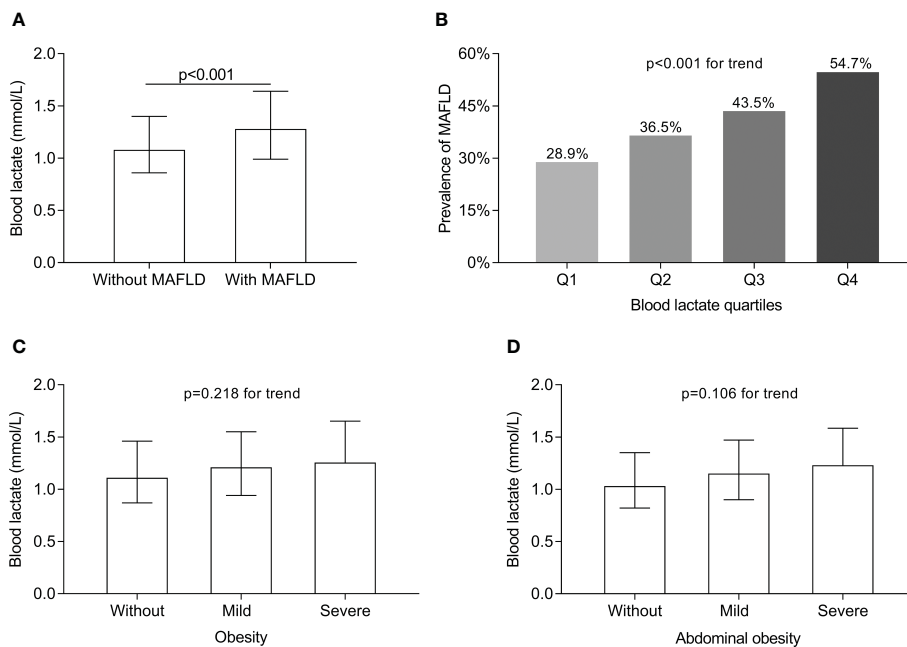 A
Blood lactate (mmol/L)
2.0
1.5
1.0
0.5
0.0
p<0.001
Without MAFLD
With MAFLD
B
Prevalence of MAFLD
60%
45%
30%
15%
0%
p<0.001 for trend
28.9%
36.5%
43.5%
54.7%
Q1
Q2
Q3
Q4
Blood lactate quartiles
C
Blood lactate (mmol/L)
2.0
1.5
1.0
0.5
0.0
p=0.218 for trend
Without
Mild
Severe
Obesity
D
Blood lactate (mmol/L)
2.0
1.5
1.0
0.5
0.0
p=0.106 for trend
Without
Mild
Severe
Abdominal obesity